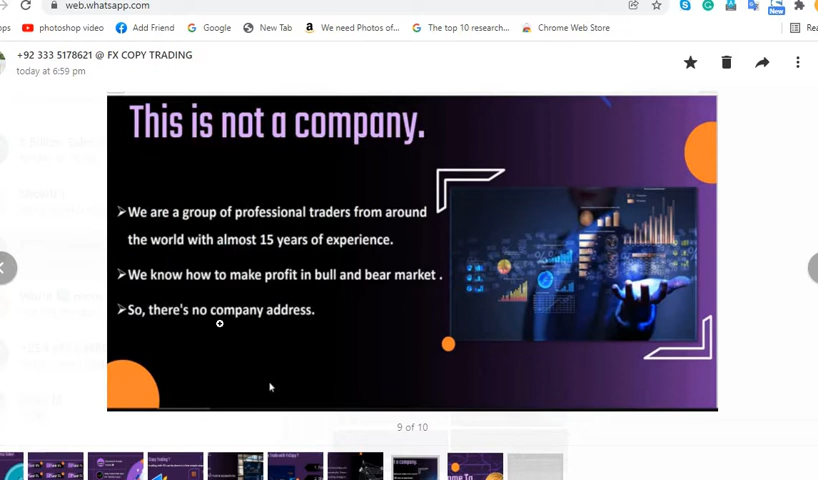 web.whatsapp.com
photoshop video
Add Friend
Google
New Tab
We need Photos of...
The top 10 research...
Chrome Web Store
+92 333 5178621 @ FX COPY TRADING
today at 6:59 pm
This is not a company.
➢We are a group of professional traders from around
the world with almost 15 years of experience.
➢We know how to make profit in bull and bear market .
➢So, there's no company address.
9 of 10